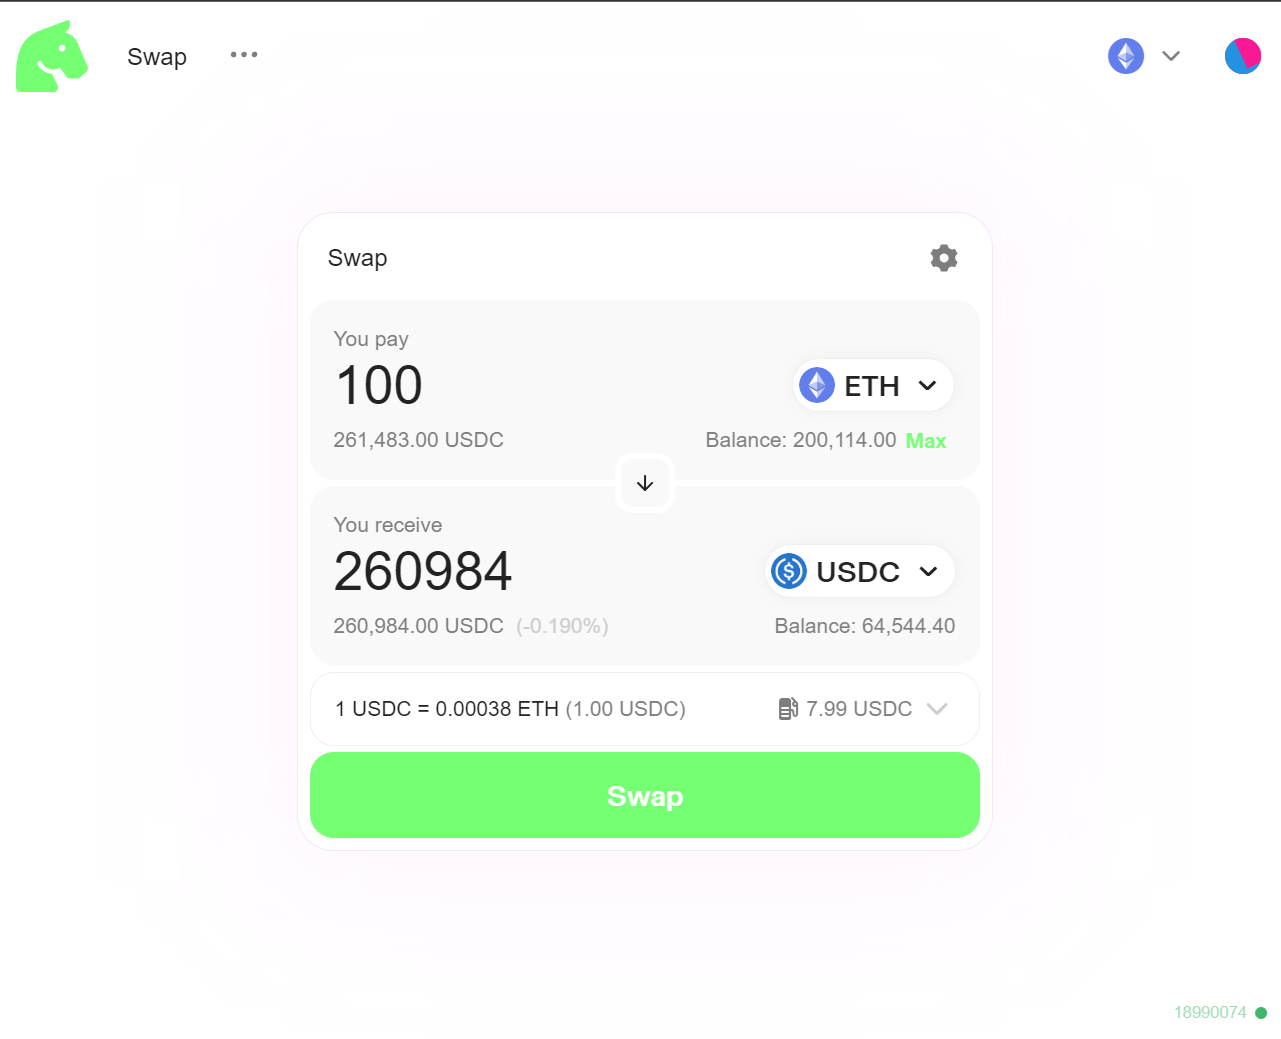 Swap
Swap
You pay
100
ETH
261,483.00 USDC
Balance: 200,114.00 Max
You receive
260984
USDC
260,984.00 USDC (-0.190%)
Balance: 64,544.40
1 USDC = 0.00038 ETH (1.00 USDC)
7.99 USDC
Swap
18990074